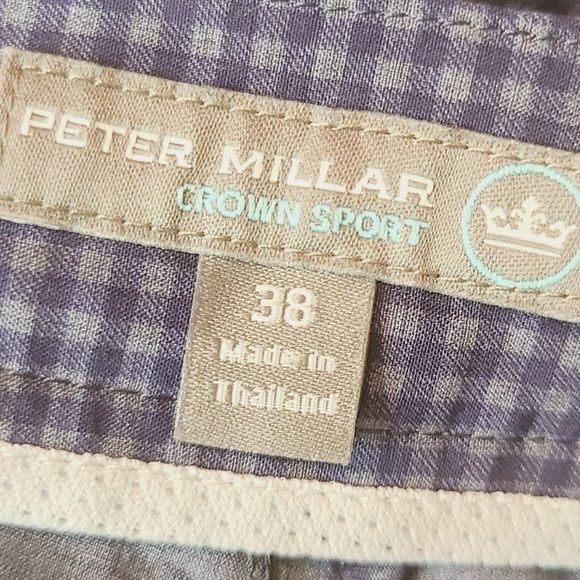 PETER MILLAR
CROWN SPORT
38
Made in
Thailand